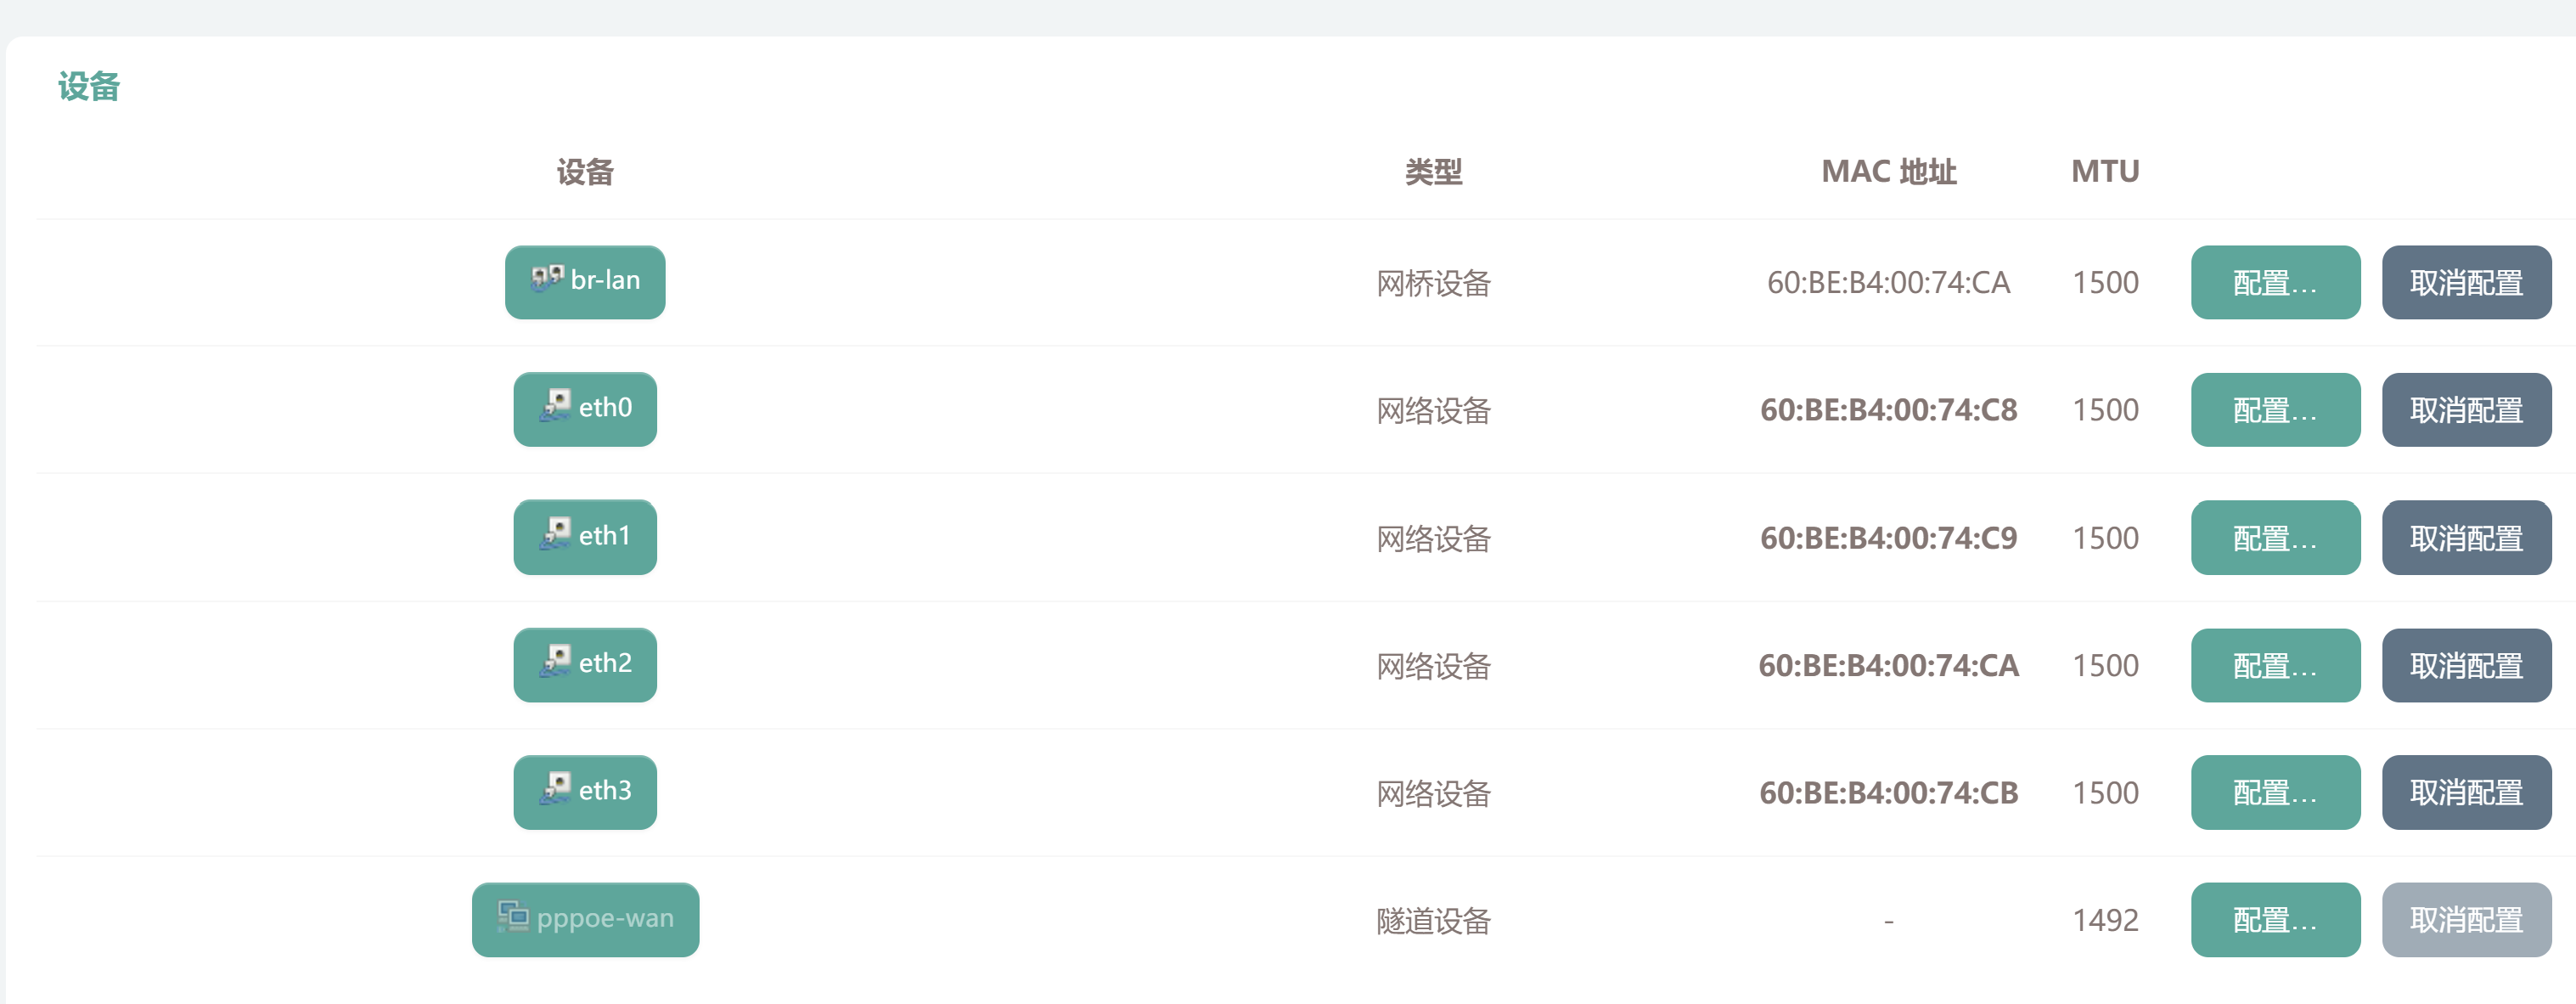 设备
设备 类型 MAC 地址 MTU
br-lan 网桥设备 60:BE:B4:00:74:CA 1500 配置... 取消配置
eth0 网络设备 60:BE:B4:00:74:C8 1500 配置... 取消配置
eth1 网络设备 60:BE:B4:00:74:C9 1500 配置... 取消配置
eth2 网络设备 60:BE:B4:00:74:CA 1500 配置... 取消配置
eth3 网络设备 60:BE:B4:00:74:CB 1500 配置... 取消配置
pppoe-wan 隧道设备 - 1492 配置... 取消配置